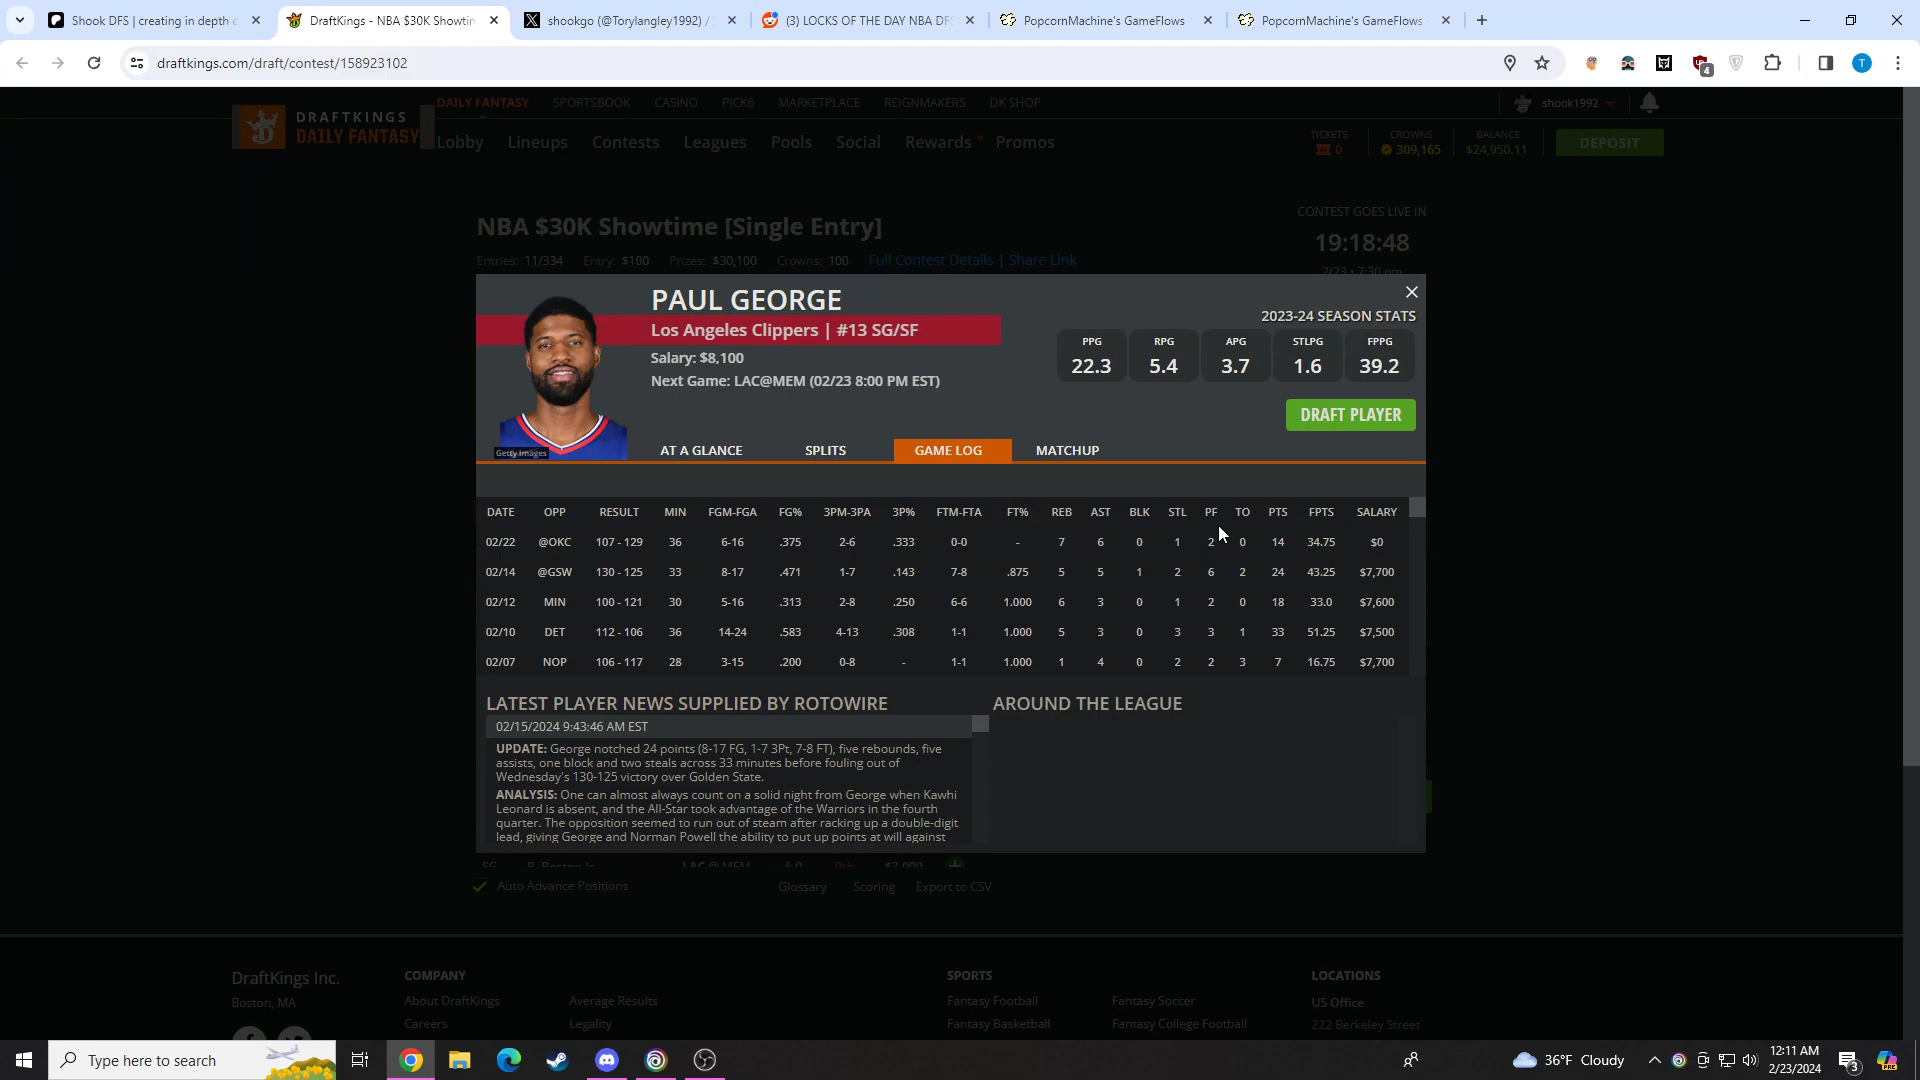 Shook DFS | creating in depth c
DraftKings - NBA $30K Showtin
shookgo (@Torylangley1992) /
(3) LOCKS OF THE DAY NBA DFS
PopcornMachine's GameFlows
PopcornMachine's GameFlows
draftkings.com/draft/contest/158923102
4
T
DRAFTKINGS
DAILY FANTASY
DAILY FANTASY SPORTSBOOK CASINO PICK6 MARKETPLACE REIGNMAKERS DK SHOP
shook1992
Lobby Lineups Contests Leagues Pools Social Rewards Promos
TICKETS 0
CROWNS 309,165
BALANCE $24,950.11
DEPOSIT
NBA $30K Showtime [Single Entry]
Entries: 11/334 Entry: $100 Prizes: $30,100 Crowns: 100 Full Contest Details | Share Link
CONTEST GOES LIVE IN
19:18:48
2/23 • 7:30 pm
PAUL GEORGE
Los Angeles Clippers | #13 SG/SF
Salary: $8,100
Next Game: LAC@MEM (02/23 8:00 PM EST)
Getty Images
2023-24 SEASON STATS
PPG RPG APG STLPG FPPG
22.3 5.4 3.7 1.6 39.2
DRAFT PLAYER
AT A GLANCE SPLITS GAME LOG MATCHUP
DATE OPP RESULT MIN FGM-FGA FG% 3PM-3PA 3P% FTM-FTA FT% REB AST BLK STL PF TO PTS FPTS SALARY
02/22 @OKC 107 - 129 36 6-16 .375 2-6 .333 0-0 - 7 6 0 1 2 0 14 34.75 $0
02/14 @GSW 130 - 125 33 8-17 .471 1-7 .143 7-8 .875 5 5 1 2 6 2 24 43.25 $7,700
02/12 MIN 100 - 121 30 5-16 .313 2-8 .250 6-6 1.000 6 3 0 1 2 0 18 33.0 $7,600
02/10 DET 112 - 106 36 14-24 .583 4-13 .308 1-1 1.000 5 3 0 3 3 1 33 51.25 $7,500
02/07 NOP 106 - 117 28 3-15 .200 0-8 - 1-1 1.000 1 4 0 2 2 3 7 16.75 $7,700
LATEST PLAYER NEWS SUPPLIED BY ROTOWIRE
02/15/2024 9:43:46 AM EST
UPDATE: George notched 24 points (8-17 FG, 1-7 3Pt, 7-8 FT), five rebounds, five
assists, one block and two steals across 33 minutes before fouling out of
Wednesday's 130-125 victory over Golden State.
ANALYSIS: One can almost always count on a solid night from George when Kawhi
Leonard is absent, and the All-Star took advantage of the Warriors in the fourth
quarter. The opposition seemed to run out of steam after racking up a double-digit
lead, giving George and Norman Powell the ability to put up points at will against
AROUND THE LEAGUE
SG B. Boston Jr. LAC @ MEM 6.0 9th $3,000
Auto Advance Positions
Glossary Scoring Export to CSV
DraftKings Inc.
Boston, MA
COMPANY
About DraftKings Average Results
Careers Legality
SPORTS
Fantasy Football Fantasy Soccer
Fantasy Basketball Fantasy College Football
LOCATIONS
US Office
222 Berkeley Street
Type here to search
36°F Cloudy
12:11 AM
2/23/2024
3